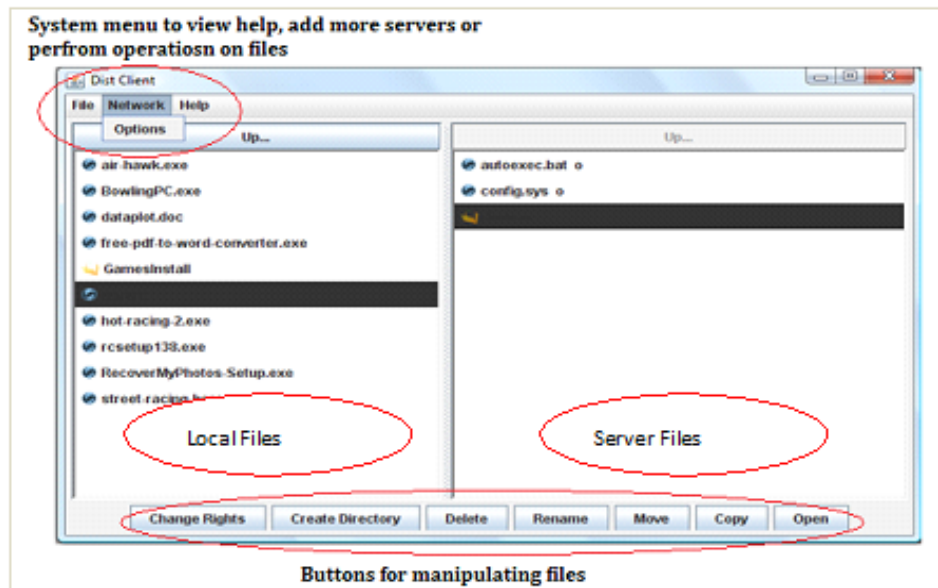 System menu to view help, add more servers or
perfrom operatiosn on files
Dist Client
File Network Help
Options
Up...
Up...
air-hawk.exe
BowlingPC.exe
dataplot.doc
free-pdf-to-word-converter.exe
GamesInstall
hot-racing-2.exe
rcsetup138.exe
RecoverMyPhotos-Setup.exe
autoexec.bat o
config.sys o
Local Files
Server Files
Change Rights Create Directory Delete Rename Move Copy Open
Buttons for manipulating files